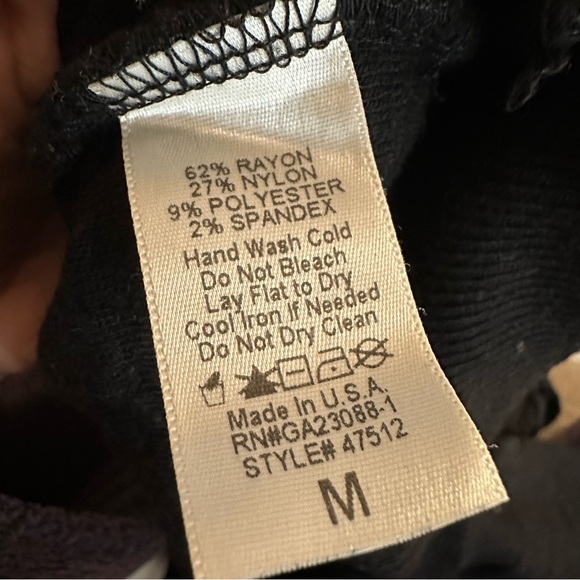 62% RAYON
27% NYLON
9% POLYESTER
2% SPANDEX
Hand Wash Cold
Do Not Bleach
Lay Flat to Dry
Cool Iron If Needed
Do Not Dry Clean
Made In U.S.A.
RN#GA23088-1
STYLE# 47512
M